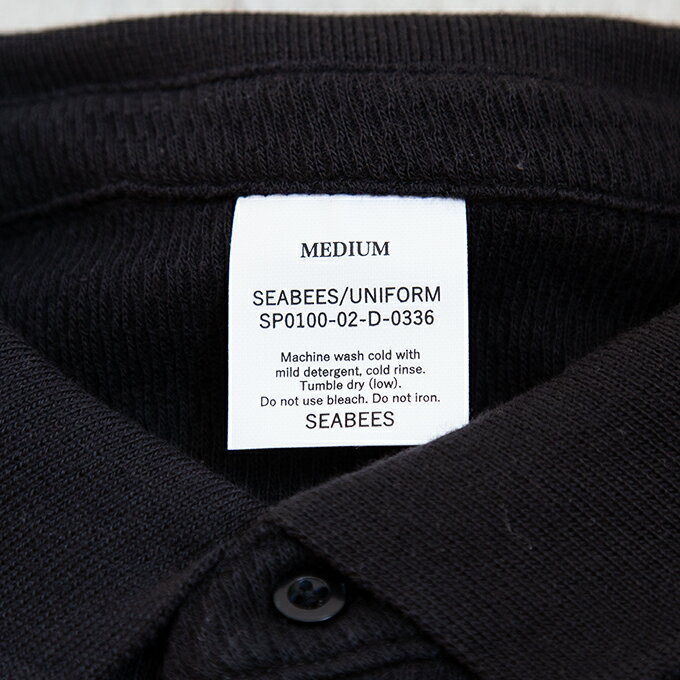 MEDIUM
SEABEES/UNIFORM
SP0100-02-D-0336
Machine wash cold with
mild detergent, cold rinse.
Tumble dry (low).
Do not use bleach. Do not iron.
SEABEES